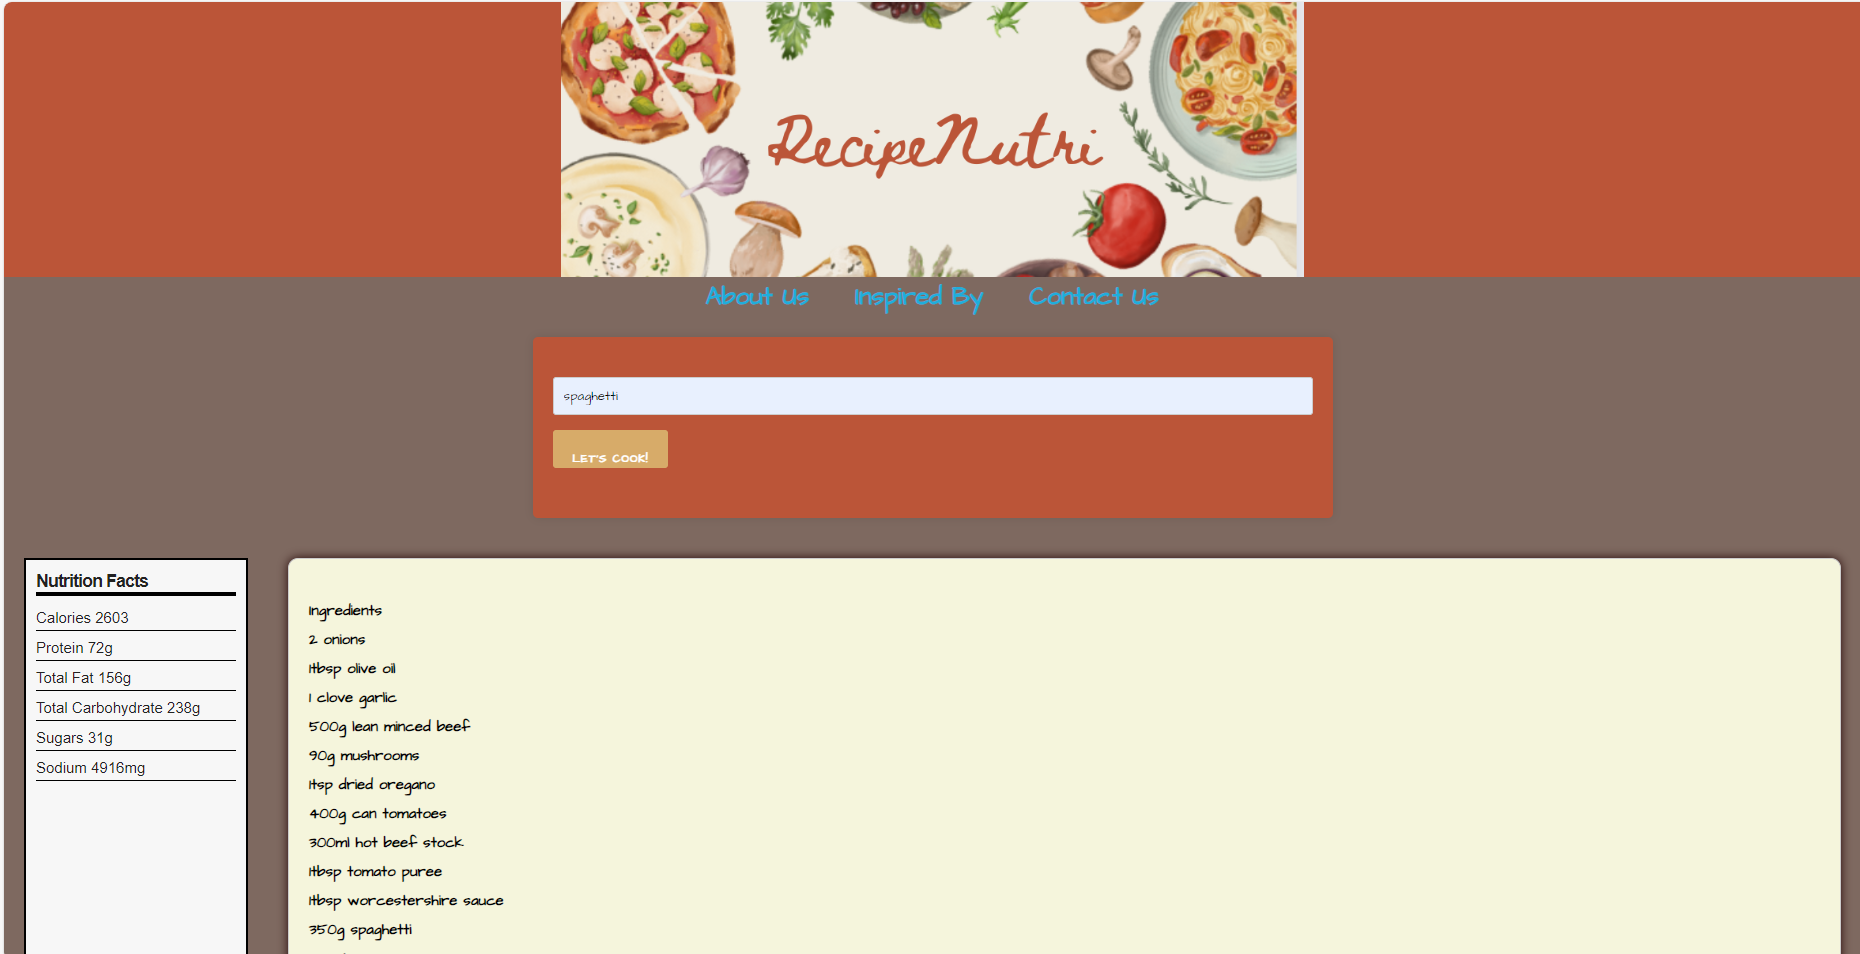 RecipeNutri
About Us Inspired By Contact Us
spaghetti
LET'S COOK!
Nutrition Facts
Calories 2603
Protein 72g
Total Fat 156g
Total Carbohydrate 238g
Sugars 31g
Sodium 4916mg
Ingredients
2 onions
1tbsp olive oil
1 clove garlic
500g lean minced beef
90g mushrooms
1tsp dried oregano
400g can tomatoes
300ml hot beef stock
1tbsp tomato puree
1tbsp worcestershire sauce
350g spaghetti